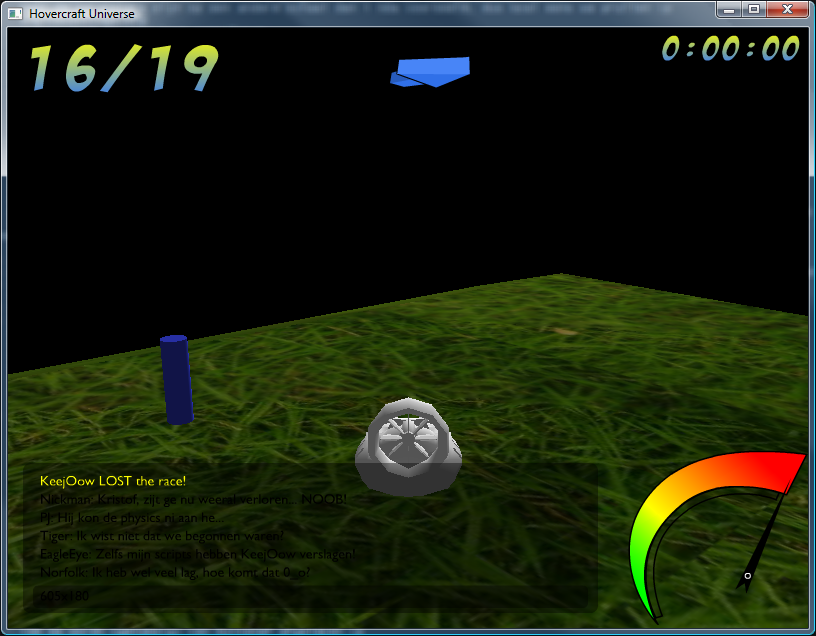 Hovercraft Universe
16/19
0:00:00
KeejOow LOST the race!
Nickman: Kristof, zijt ge nu weeral verloren... NOOB!
PJ: Hij kon de physics ni aan he...
Tiger: Ik wist niet dat we begonnen waren?
EagleEye: Zelfs mijn scripts hebben KeejOow verslagen!
Norfolk: Ik heb wel veel lag, hoe komt dat
605x180